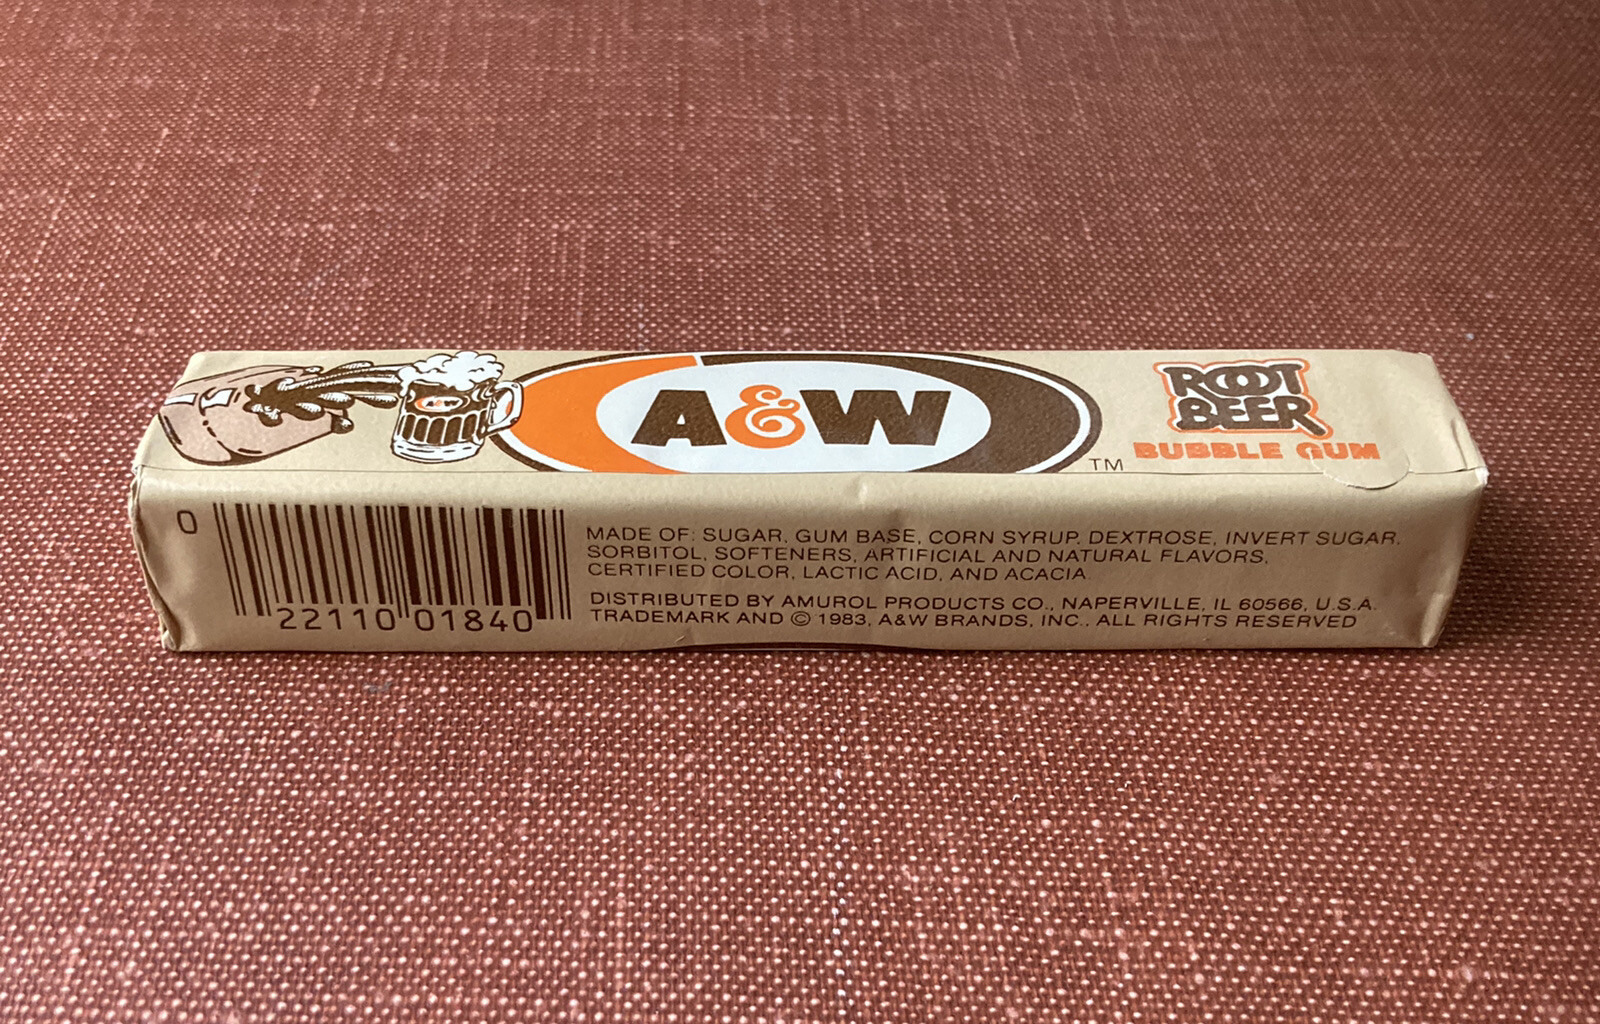 A&W
A&W
TM
ROOT
BEER
BUBBLE GUM
0
22110 01840
MADE OF: SUGAR, GUM BASE, CORN SYRUP, DEXTROSE, INVERT SUGAR,
SORBITOL, SOFTENERS, ARTIFICIAL AND NATURAL FLAVORS,
CERTIFIED COLOR, LACTIC ACID, AND ACACIA.
DISTRIBUTED BY AMUROL PRODUCTS CO., NAPERVILLE, IL 60566, U.S.A.
TRADEMARK AND © 1983, A&W BRANDS, INC., ALL RIGHTS RESERVED